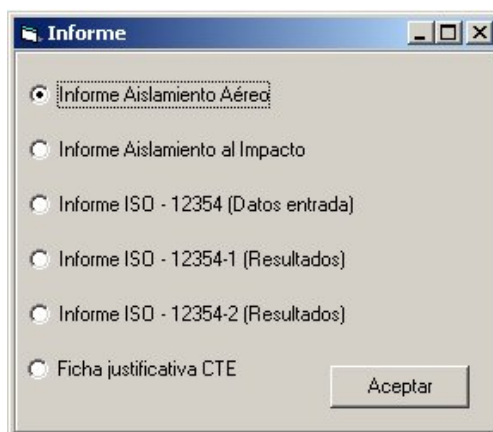 Informe
Informe Aislamiento Aéreo
Informe Aislamiento al Impacto
Informe ISO - 12354 (Datos entrada)
Informe ISO - 12354-1 (Resultados)
Informe ISO - 12354-2 (Resultados)
Ficha justificativa CTE
Aceptar